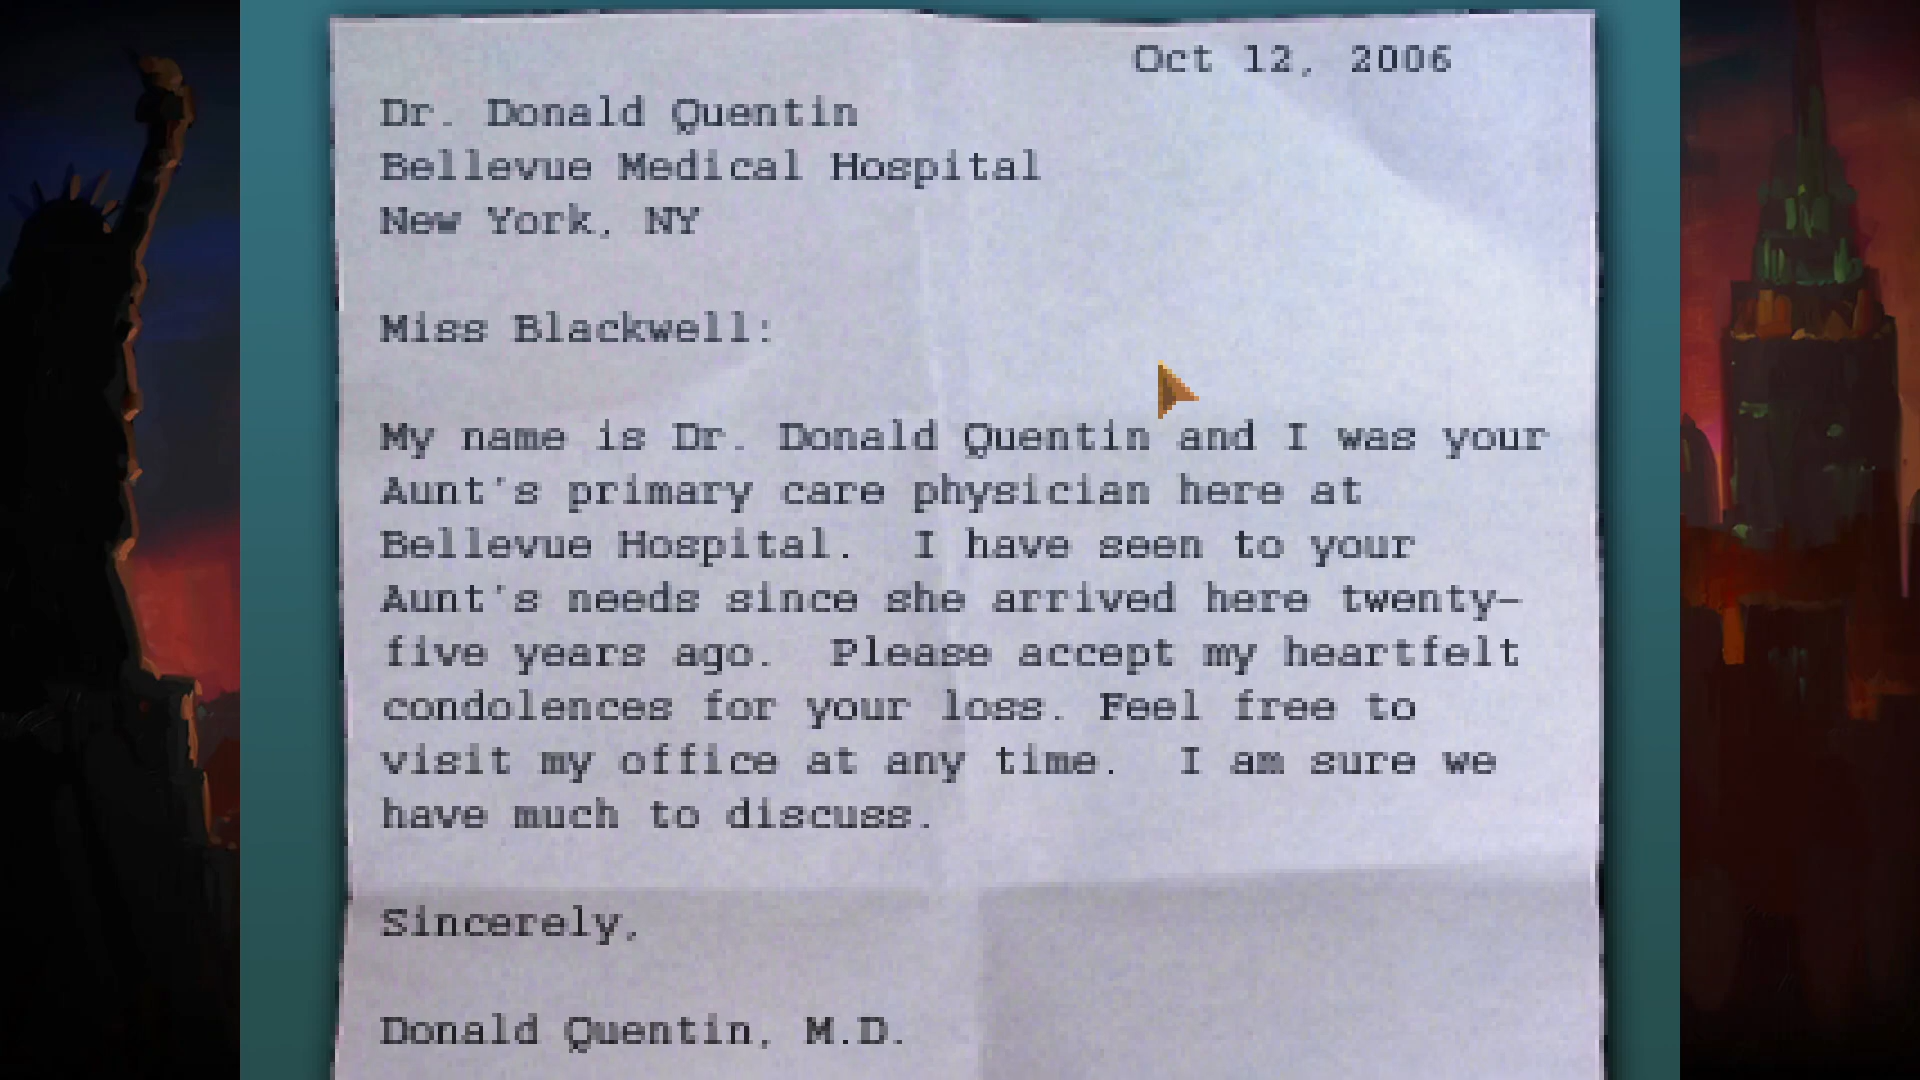 Oct 12, 2006
Dr. Donald Quentin
Bellevue Medical Hospital
New York, NY
Miss Blackwell:
My name is Dr. Donald Quentin and I was your
Aunt's primary care physician here at
Bellevue Hospital.  I have seen to your
Aunt's needs since she arrived here twenty-
five years ago.  Please accept my heartfelt
condolences for your loss. Feel free to
visit my office at any time.  I am sure we
have much to discuss.
Sincerely,
Donald Quentin, M.D.